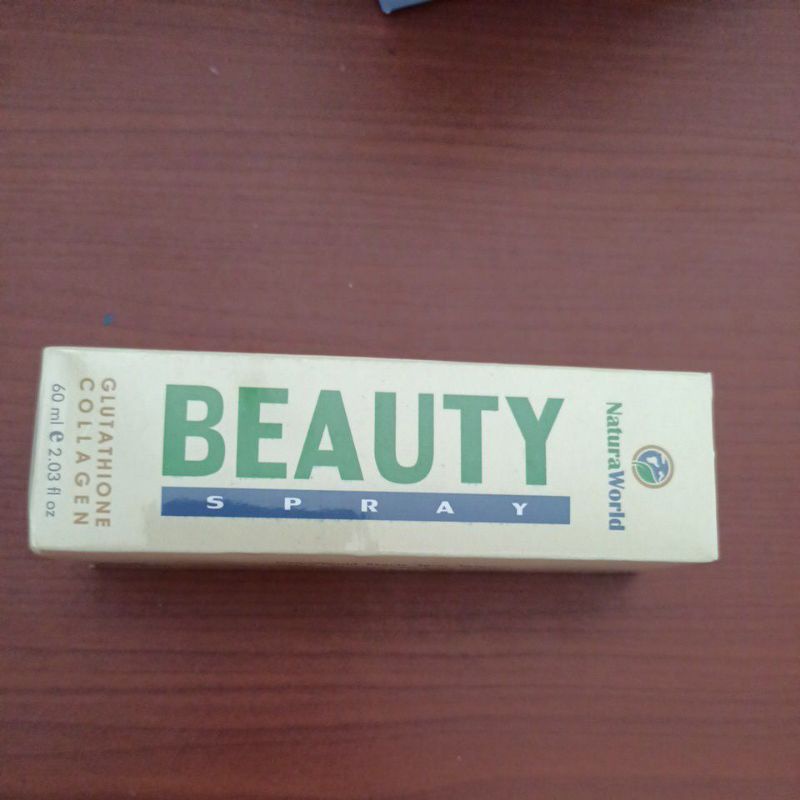 NaturaWorld
BEAUTY
SPRAY
GLUTATHIONE
COLLAGEN
60 ml e 2.03 fl oz